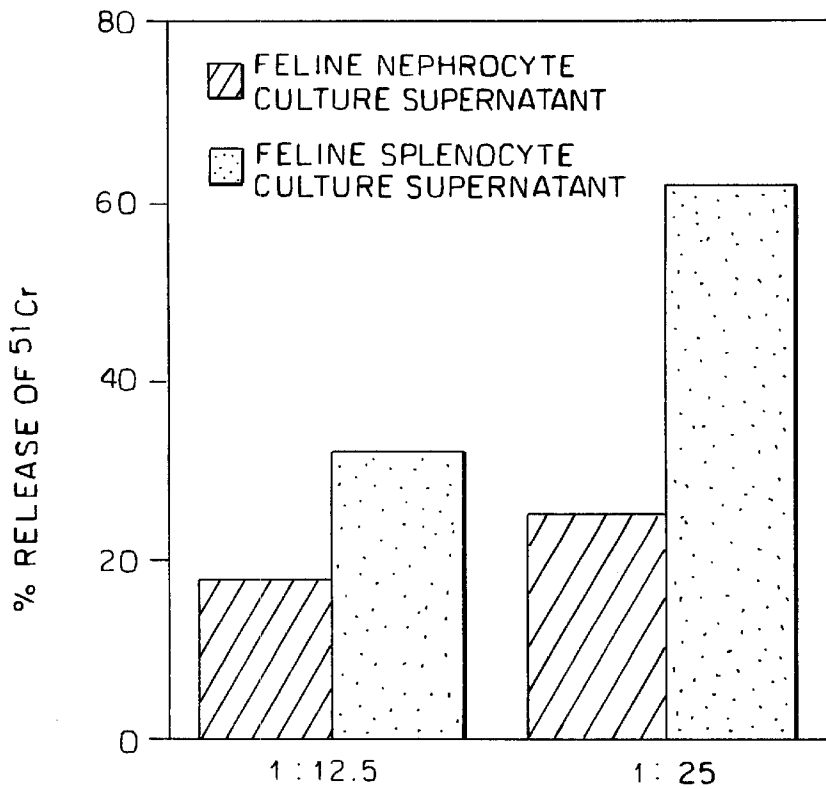 80
FELINE NEPHROCYTE
CULTURE SUPERNATANT
FELINE SPLENOCYTE
CULTURE SUPERNATANT
60
40
20
0
% RELEASE OF ⁵¹Cr
1 : 12.5
1 : 25